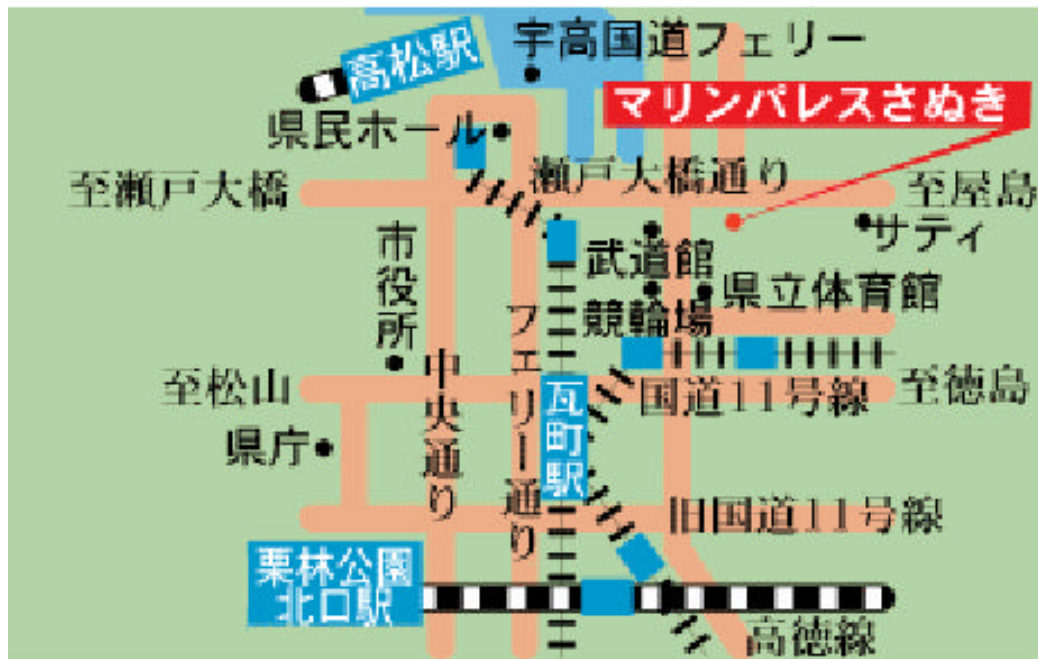 宇高国道フェリー
高松駅
マリンパレスさぬき
県民ホール
瀬戸大橋通り
至瀬戸大橋
至屋島
サティ
市役所
武道館
県立体育館
競輪場
フェリー通り
中央通り
至松山
瓦町駅
国道11号線
至徳島
県庁
旧国道11号線
栗林公園
北口駅
高徳線